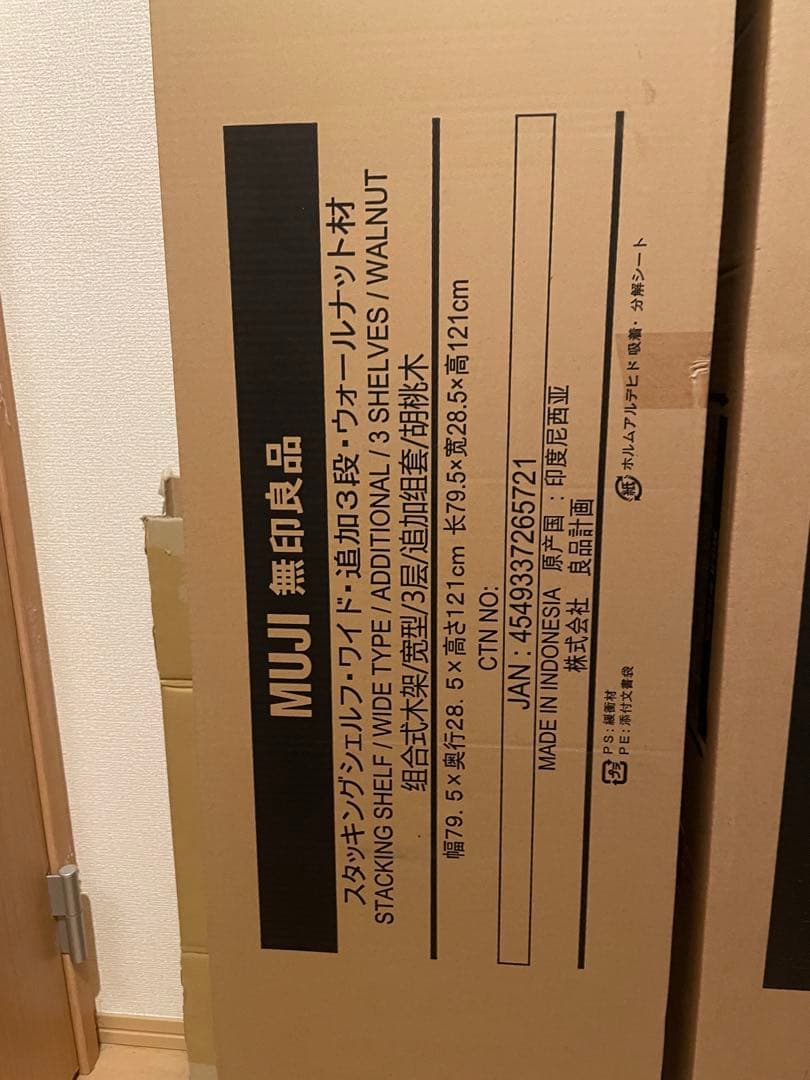 MUJI 無印良品
スタッキングシェルフ・ワイド・追加3段・ウォールナット材
STACKING SHELF / WIDE TYPE / ADDITIONAL / 3 SHELVES / WALNUT
组合式木架/宽型/3层/追加组套/胡桃木
幅79.5×奥行28.5×高さ121cm 长79.5×宽28.5×高121cm
CTN NO:
JAN : 4549337265721
MADE IN INDONESIA 原产国 : 印度尼西亚
株式会社 良品計画
プラ PS:緩衝材
PE:添付文書袋
紙 ホルムアルデヒド吸着・分解シート